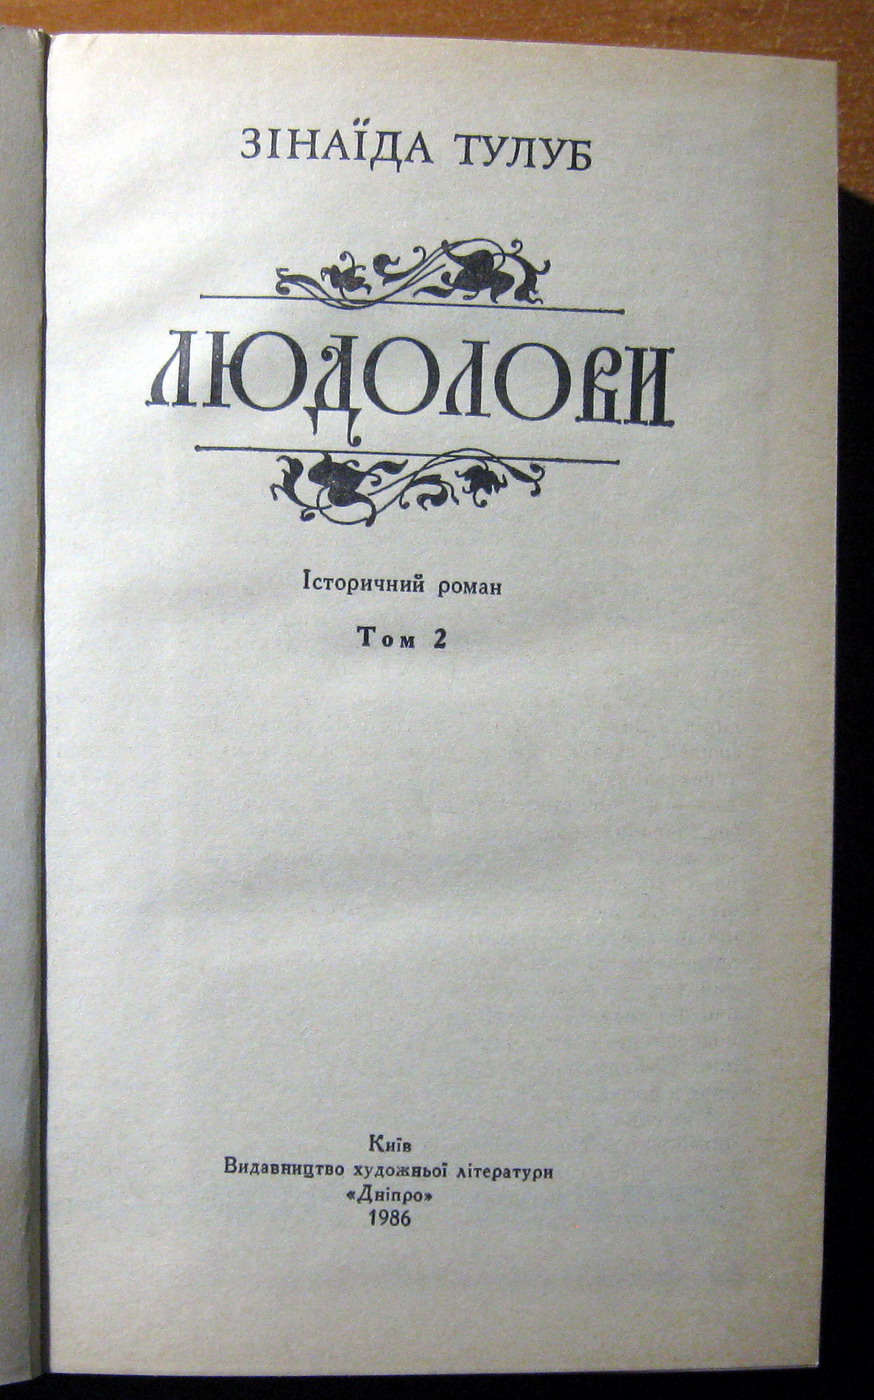 ЗІНАЇДА ТУЛУБ
ЛЮДОЛОВИ
Історичний роман
Том 2
Київ
Видавництво художньої літератури
«Дніпро»
1986